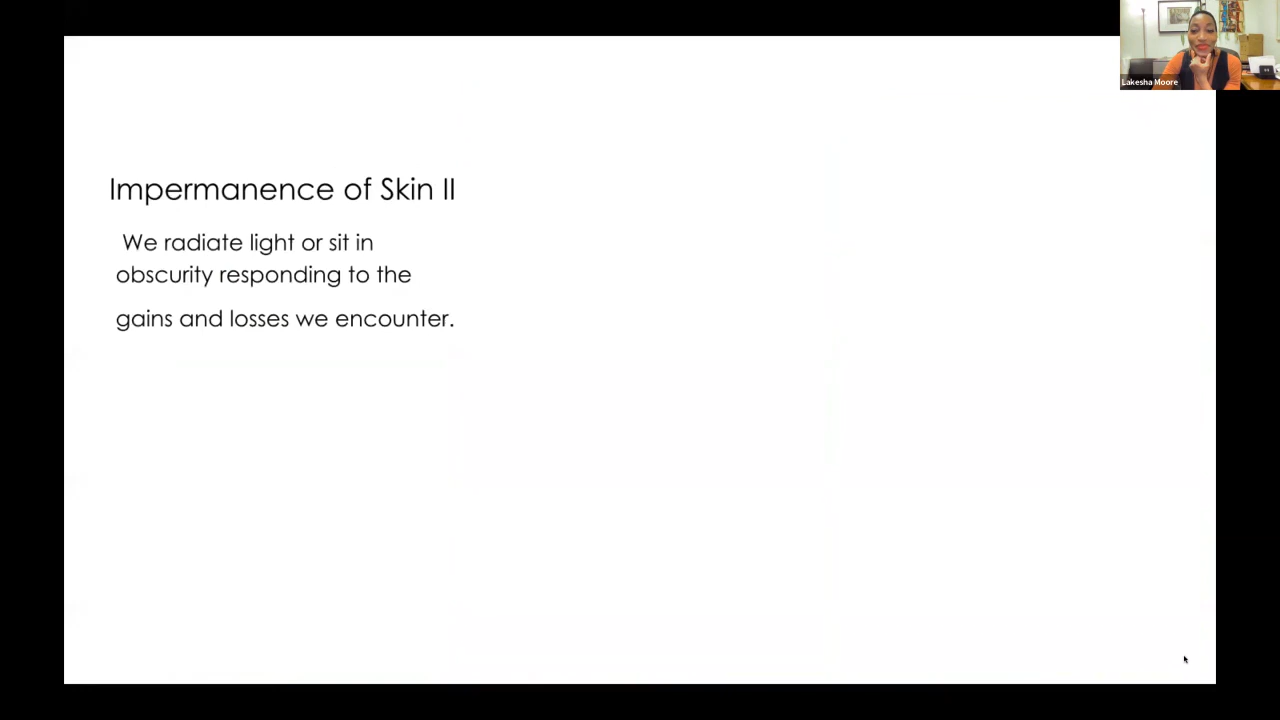 Lakesha Moore
Impermanence of Skin II
We radiate light or sit in
obscurity responding to the
gains and losses we encounter.